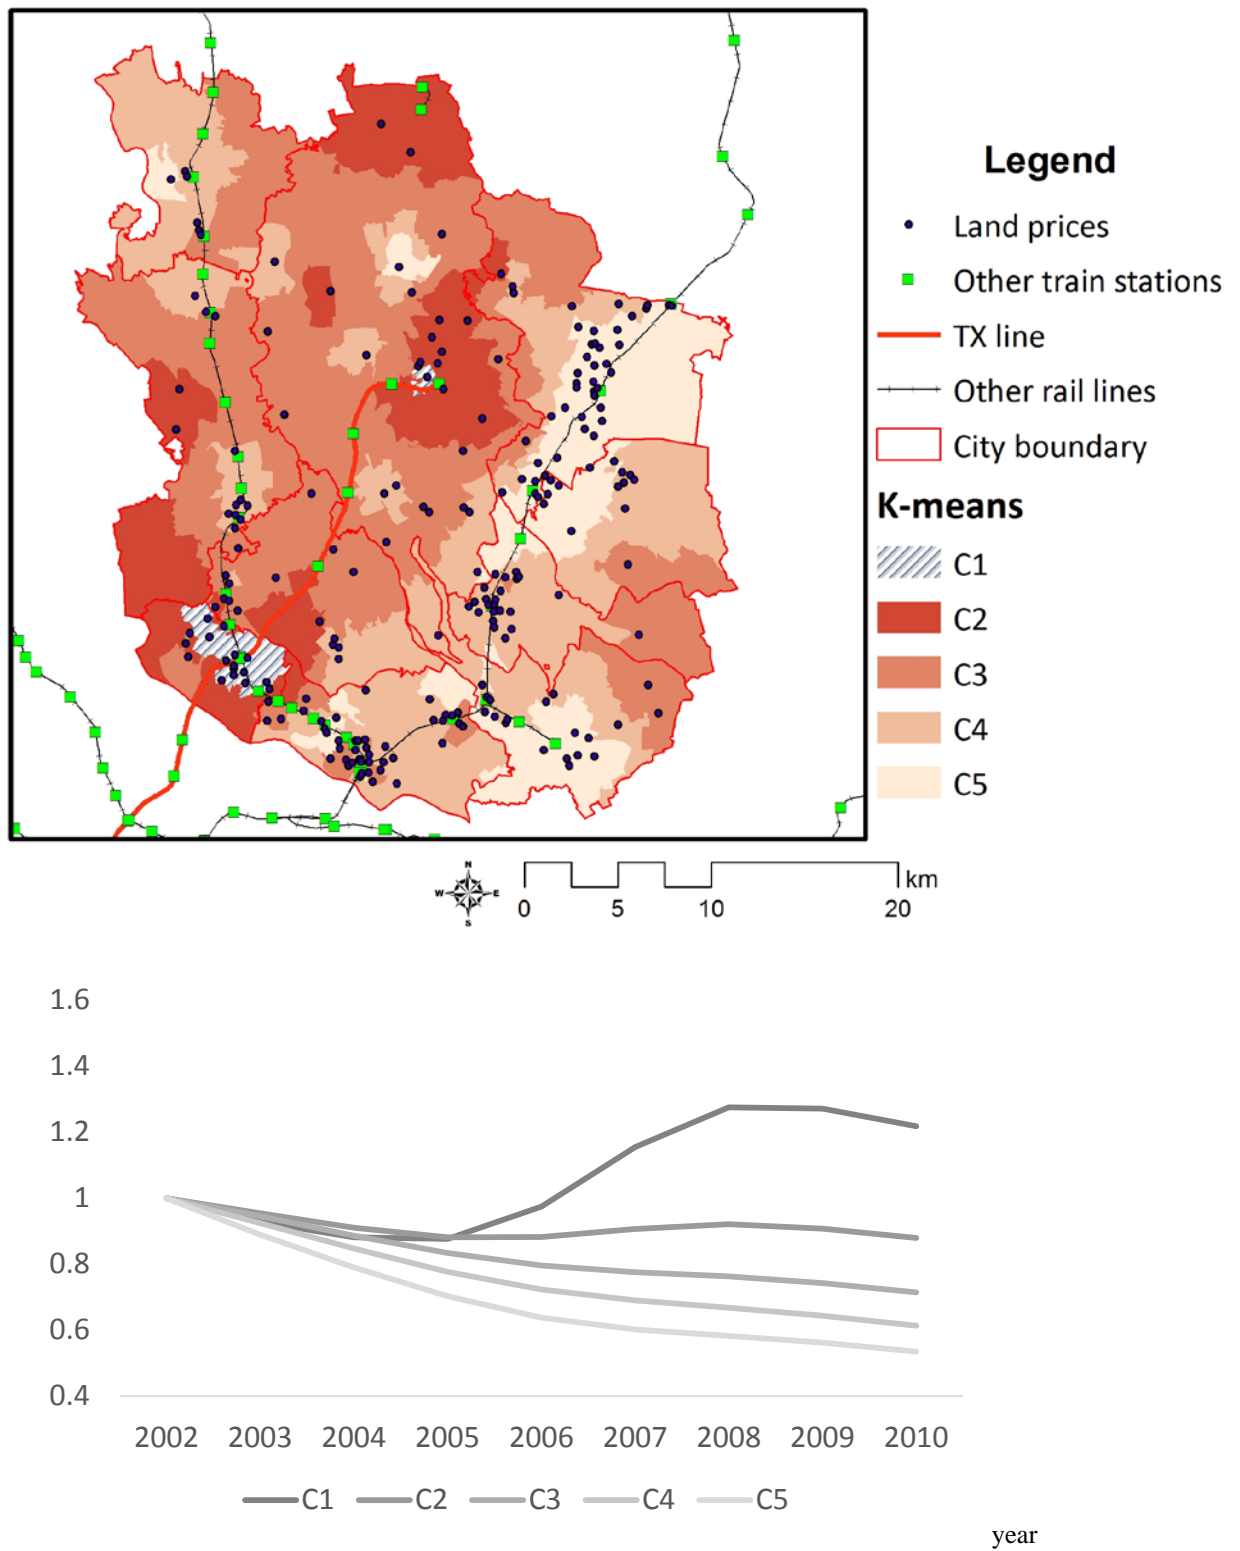 Legend
Land prices
Other train stations
TX line
Other rail lines
City boundary
K-means
C1
C2
C3
C4
C5
N
W E
S
km
0 5 10 20
1.6
1.4
1.2
1
0.8
0.6
0.4
2002 2003 2004 2005 2006 2007 2008 2009 2010
C1 C2 C3 C4 C5
year